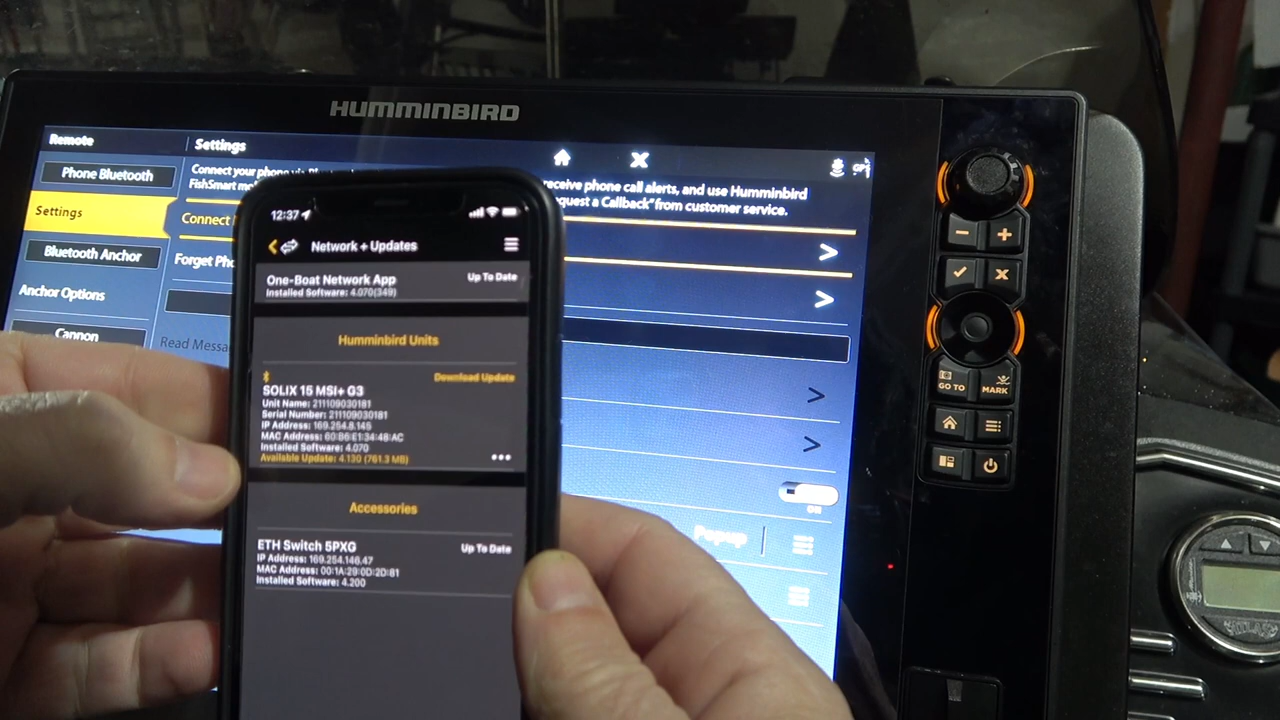 HUMMINBIRD
Remote
Settings
Phone Bluetooth
Settings
Bluetooth Anchor
Anchor Options
Cannon
Connect your phone via
FishSmart
receive phone call alerts, and use Humminbird
equest a Callback" from customer service.
Connect
Forget Pho
Read Messa
Popup
ON
GPS
12:37
Network + Updates
One-Boat Network App
Up To Date
Installed Software: 4.070(349)
Humminbird Units
Download Update
SOLIX 15 MSI+ G3
Unit Name: 211109030181
Serial Number: 211109030181
IP Address: 169.254.8.145
MAC Address: 60:B6:E1:34:48:AC
Installed Software: 4.070
Available Update: 4.130 (761.3 MB)
Accessories
ETH Switch 5PXG
Up To Date
IP Address: 169.254.146.47
MAC Address: 00:1A:29:0D:2D:81
Installed Software: 4.200
GO TO
MARK